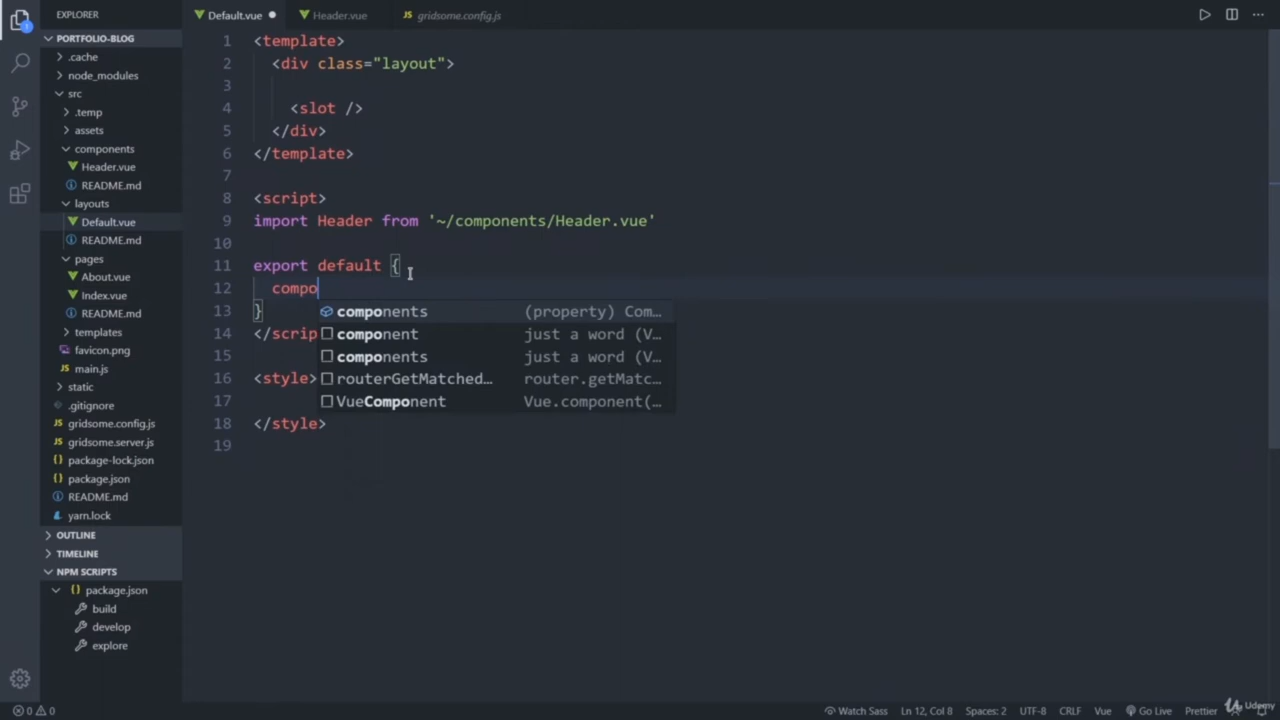 EXPLORER
PORTFOLIO-BLOG
.cache
node_modules
src
.temp
assets
components
Header.vue
README.md
layouts
Default.vue
README.md
pages
About.vue
Index.vue
README.md
templates
favicon.png
main.js
static
.gitignore
gridsome.config.js
gridsome.server.js
package-lock.json
package.json
README.md
yarn.lock
OUTLINE
TIMELINE
NPM SCRIPTS
package.json
build
develop
explore
Default.vue Header.vue gridsome.config.js
1 <template>
2 <div class="layout">
3
4 <slot />
5 </div>
6 </template>
7
8 <script>
9 import Header from '~/components/Header.vue'
10
11 export default {
12 compo
13 }
14 </scrip
15
16 <style>
17
18 </style>
19
components (property) Com…
component just a word (V…
components just a word (V…
routerGetMatched… router.getMatc…
VueComponent Vue.component(…
0 0 Watch Sass Ln 12, Col 8 Spaces: 2 UTF-8 CRLF Vue Go Live Prettier
Udemy